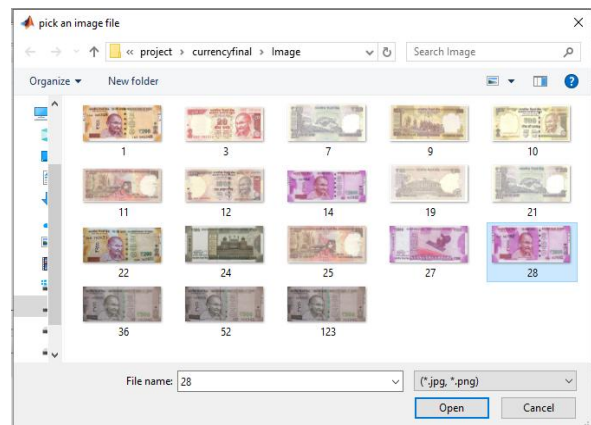 pick an image file
« project › currencyfinal › Image
Search Image
Organize
New folder
1 3 7 9 10
11 12 14 19 21
22 24 25 27 28
36 52 123
File name: 28
(*.jpg, *.png)
Open Cancel